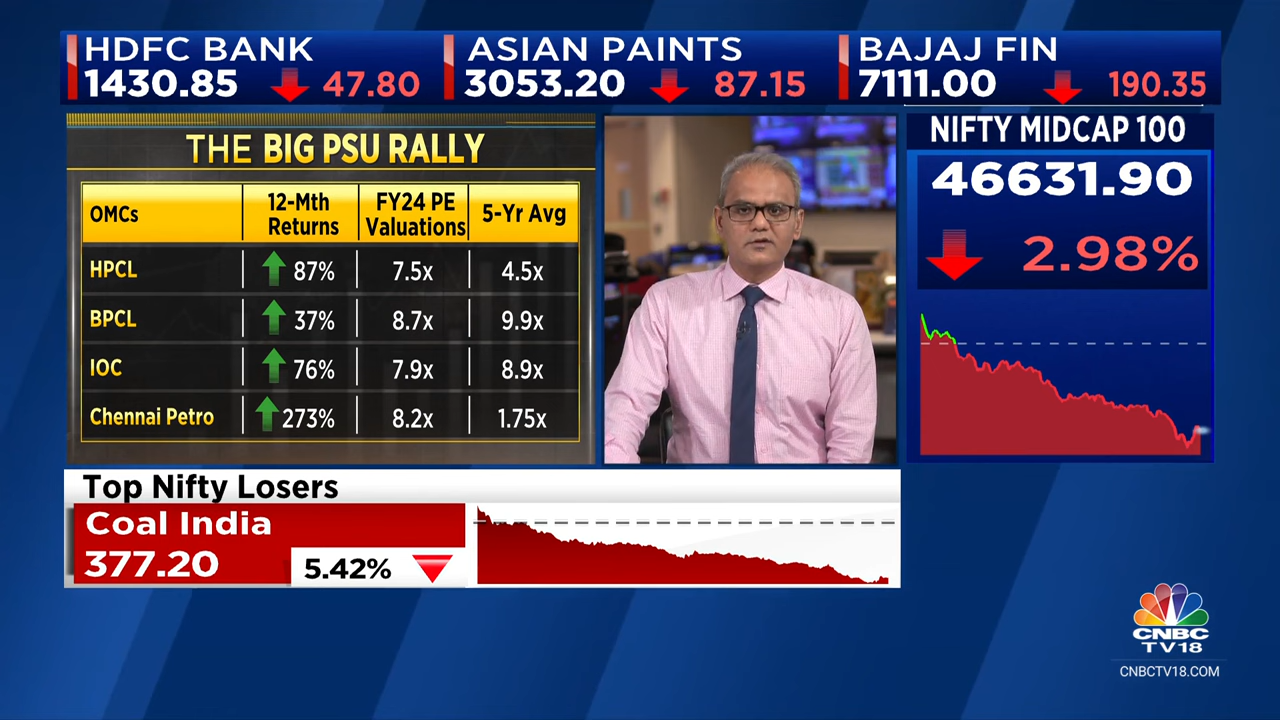 HDFC BANK
1430.85 47.80
ASIAN PAINTS
3053.20 87.15
BAJAJ FIN
7111.00 190.35
THE BIG PSU RALLY
OMCs 12-Mth Returns FY24 PE Valuations 5-Yr Avg
HPCL 87% 7.5x 4.5x
BPCL 37% 8.7x 9.9x
IOC 76% 7.9x 8.9x
Chennai Petro 273% 8.2x 1.75x
NIFTY MIDCAP 100
46631.90
2.98%
Top Nifty Losers
Coal India
377.20 5.42%
CNBC
TV18
CNBCTV18.COM